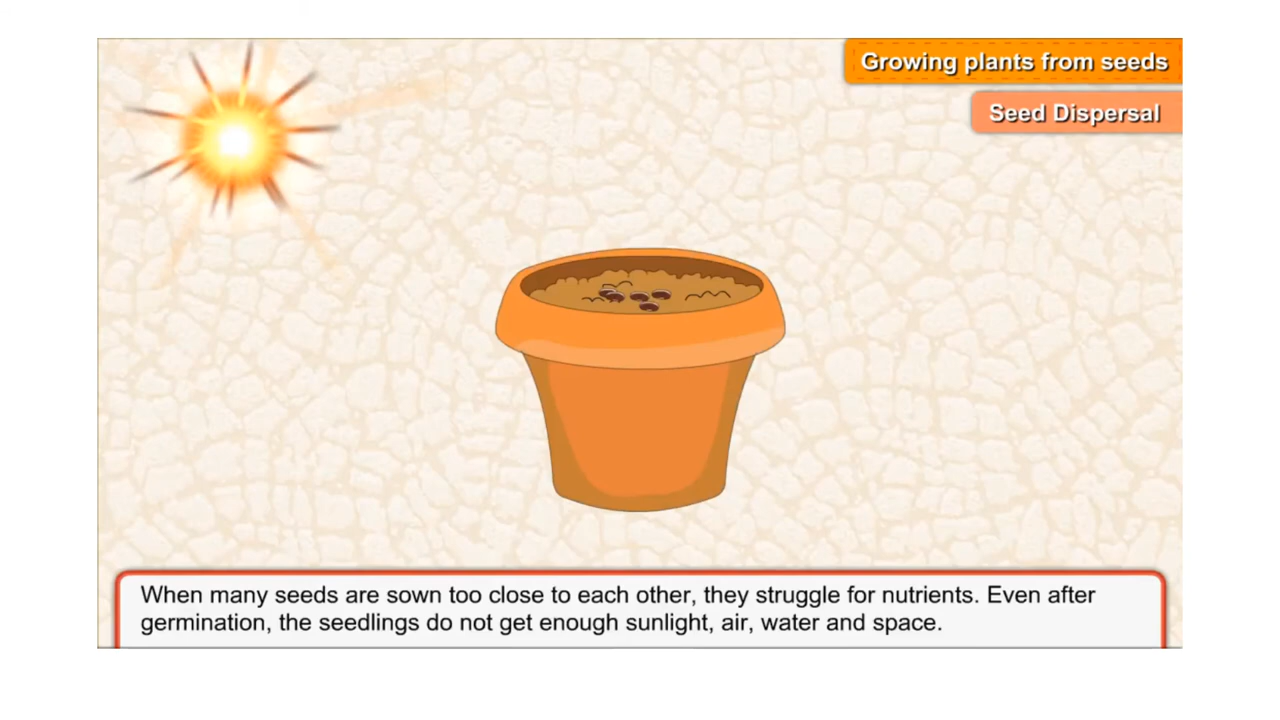 Growing plants from seeds
Seed Dispersal
When many seeds are sown too close to each other, they struggle for nutrients. Even after
germination, the seedlings do not get enough sunlight, air, water and space.